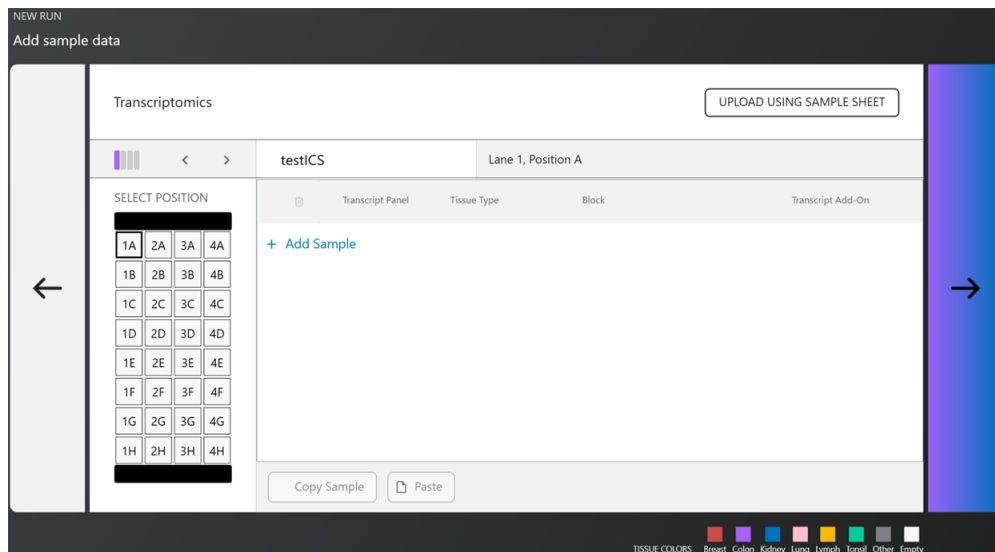 NEW RUN
Add sample data
Transcriptomics
UPLOAD USING SAMPLE SHEET
testICS
Lane 1, Position A
SELECT POSITION
Transcript Panel Tissue Type Block Transcript Add-On
1A 2A 3A 4A
+ Add Sample
1B 2B 3B 4B
1C 2C 3C 4C
1D 2D 3D 4D
1E 2E 3E 4E
1F 2F 3F 4F
1G 2G 3G 4G
1H 2H 3H 4H
Copy Sample Paste
TISSUE COLORS Breast Colon Kidney Lung Lymph Tonsil Other Empty